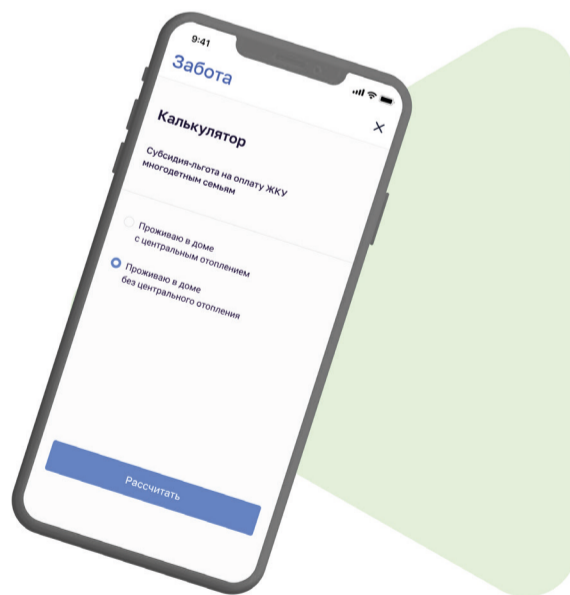 9:41
Забота
Калькулятор
Субсидия-льгота на оплату ЖКУ
многодетным семьям
Проживаю в доме
с центральным отоплением
Проживаю в доме
без центрального отопления
Рассчитать